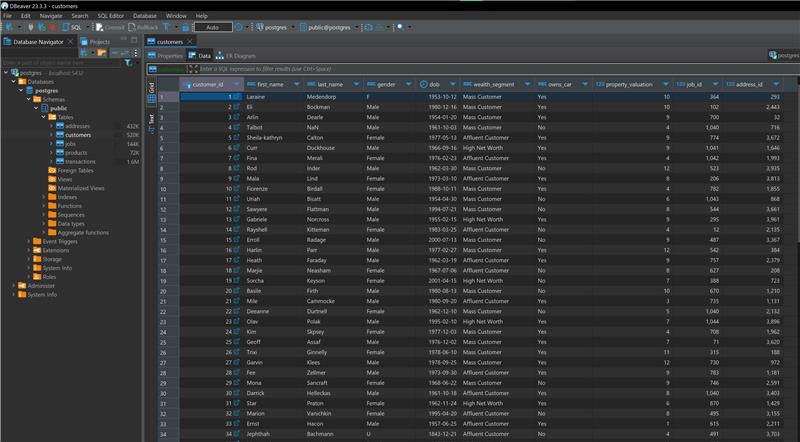 DBeaver 23.3.3 - customers
File Edit Navigate Search SQL Editor Database Window Help
SQL Commit Rollback Auto postgres public@postgres
Database Navigator Projects
customers
Properties Data ER Diagram
postgres
Enter a part of object name here
Enter a SQL expression to filter results (use Ctrl+Space)
postgres - localhost:5432
Databases
postgres
Schemas
public
Tables
addresses 432K
customers 520K
jobs 144K
products 72K
transactions 1.6M
Foreign Tables
Views
Materialized Views
Indexes
Functions
Sequences
Data types
Aggregate functions
Event Triggers
Extensions
Storage
System Info
Roles
Administer
System Info
Grid
Text
customer_id first_name last_name gender dob wealth_segment owns_car property_valuation job_id address_id
1 1 Laraine Medendorp F 1953-10-12 Mass Customer Yes 10 364 293
2 2 Eli Bockman Male 1980-12-16 Mass Customer Yes 10 102 2,443
3 3 Arlin Dearle Male 1954-01-20 Mass Customer Yes 9 700 32
4 4 Talbot NaN Male 1961-10-03 Mass Customer No 4 1,040 716
5 5 Sheila-kathryn Calton Female 1977-05-13 Affluent Customer Yes 9 774 3,672
6 6 Curr Duckhouse Male 1966-09-16 High Net Worth Yes 9 1,041 1,646
7 7 Fina Merali Female 1976-02-23 Affluent Customer Yes 4 1,042 1,993
8 8 Rod Inder Male 1962-03-30 Mass Customer No 12 523 3,935
9 9 Mala Lind Female 1973-03-10 Affluent Customer Yes 8 206 3,813
10 10 Fiorenze Birdall Female 1988-10-11 Mass Customer Yes 4 782 1,855
11 11 Uriah Bisatt Male 1954-04-30 Mass Customer No 6 1,043 868
12 12 Sawyere Flattman Male 1994-07-21 Mass Customer No 8 544 3,661
13 13 Gabriele Norcross Male 1955-02-15 High Net Worth Yes 9 295 3,961
14 14 Rayshell Kitteman Female 1983-03-25 Affluent Customer No 4 12 2,135
15 15 Erroll Radage Male 2000-07-13 Mass Customer No 9 487 3,367
16 16 Harlin Parr Male 1977-02-27 Mass Customer Yes 12 542 384
17 17 Heath Faraday Male 1962-03-19 Affluent Customer Yes 9 757 2,379
18 18 Marjie Neasham Female 1967-07-06 Affluent Customer No 8 627 208
19 19 Sorcha Keyson Female 2001-04-15 High Net Worth Yes 7 388 723
20 20 Basile Firth Male 1980-08-13 Mass Customer No 10 670 1,210
21 21 Mile Cammocke Male 1980-09-20 Affluent Customer Yes 3 735 1,131
22 22 Deeanne Durtnell Female 1962-12-10 Mass Customer No 5 1,040 2,132
23 23 Olav Polak Male 1995-02-10 High Net Worth Yes 7 1,044 3,896
24 24 Kim Skpsey Female 1977-12-03 Mass Customer Yes 4 708 1,962
25 25 Geoff Assaf Male 1976-12-02 Mass Customer Yes 7 71 3,620
26 26 Trixi Ginnelly Female 1978-06-10 Mass Customer Yes 11 315 188
27 27 Garvin Klees Male 1978-09-25 Mass Customer Yes 12 730 972
28 28 Fee Zellmer Male 1973-09-30 Affluent Customer Yes 9 783 1,181
29 29 Mona Sancraft Female 1968-06-22 Mass Customer No 9 746 2,591
30 30 Darrick Helleckas Male 1961-10-18 Affluent Customer No 8 1,040 3,403
31 31 Star Praton Female 1962-11-24 High Net Worth Yes 6 870 1,429
32 32 Marion Vanichkin Female 1995-04-20 Affluent Customer No 8 495 3,155
33 33 Ernst Hacon Male 1957-06-25 Affluent Customer Yes 1 615 2,211
34 34 Jephthah Bachmann U 1843-12-21 Affluent Customer No 4 491 3,703